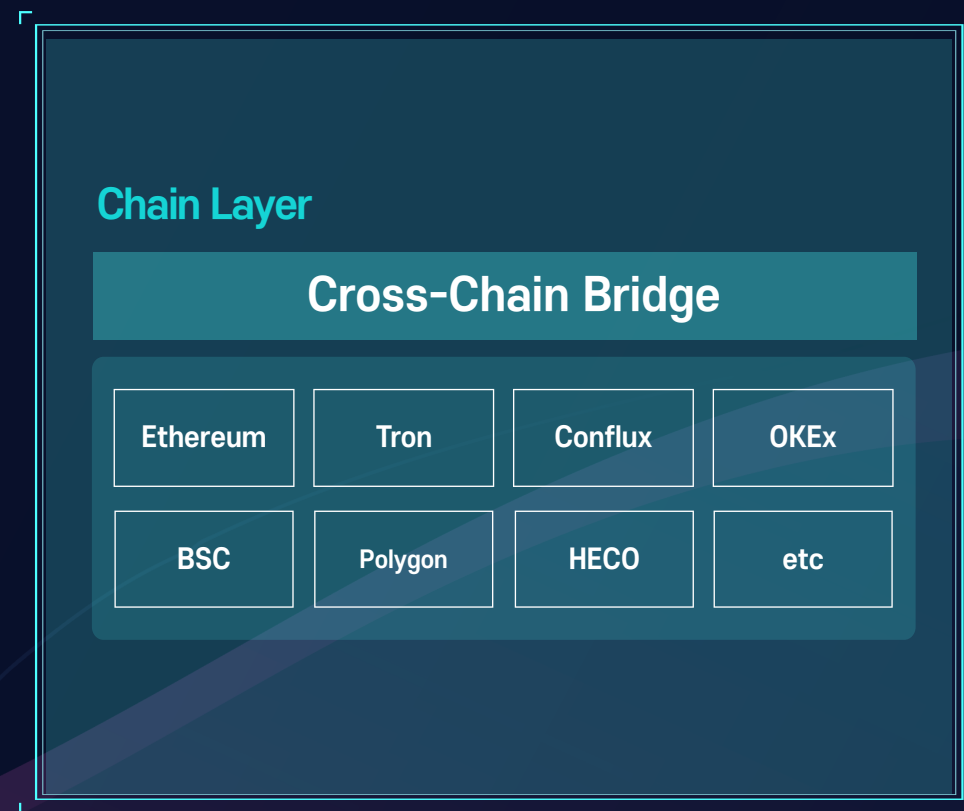 Chain Layer
Cross-Chain Bridge
Ethereum Tron Conflux OKEx
BSC Polygon HECO etc